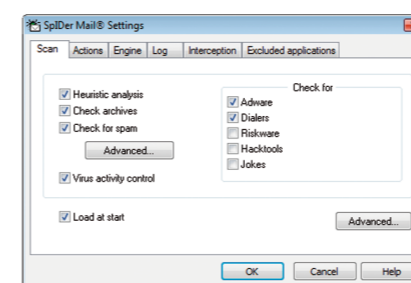 SpIDer Mail® Settings
Scan Actions Engine Log Interception Excluded applications
Heuristic analysis
Check archives
Check for spam
Advanced...
Virus activity control
Check for
Adware
Dialers
Riskware
Hacktools
Jokes
Load at start
Advanced...
OK Cancel Help